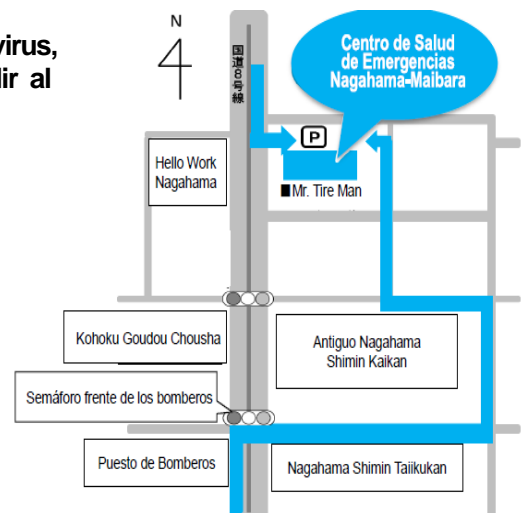 virus,
dir al
N
国道8号線
Centro de Salud
de Emergencias
Nagahama-Maibara
P
Hello Work
Nagahama
■Mr. Tire Man
Kohoku Goudou Chousha
Antiguo Nagahama
Shimin Kaikan
Semáforo frente de los bomberos
Puesto de Bomberos
Nagahama Shimin Taiikukan